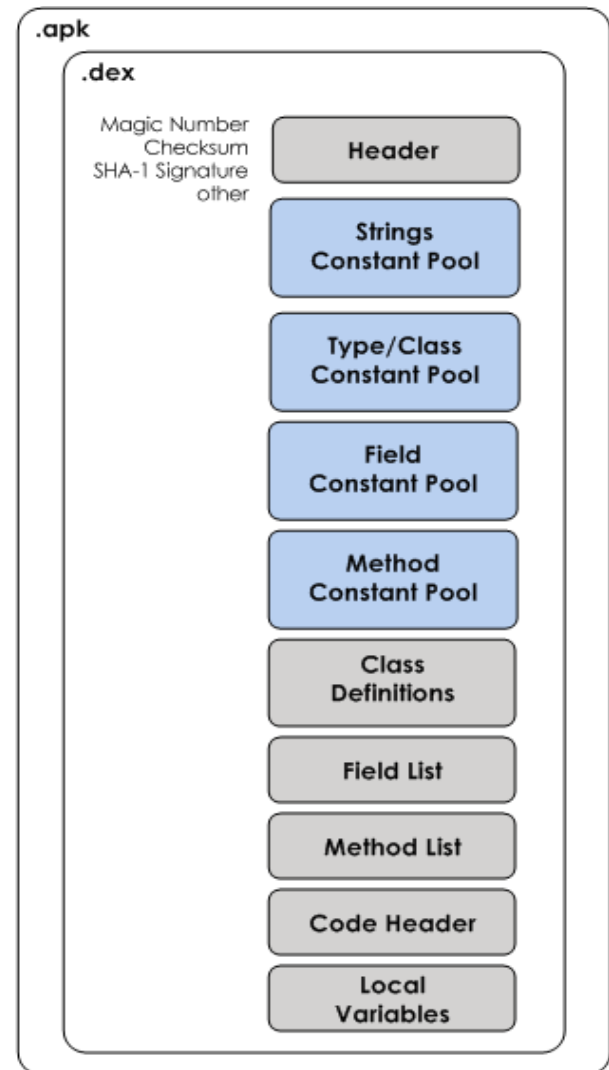 .apk
.dex
Magic Number
Checksum
SHA-1 Signature
other
Header
Strings
Constant Pool
Type/Class
Constant Pool
Field
Constant Pool
Method
Constant Pool
Class
Definitions
Field List
Method List
Code Header
Local
Variables